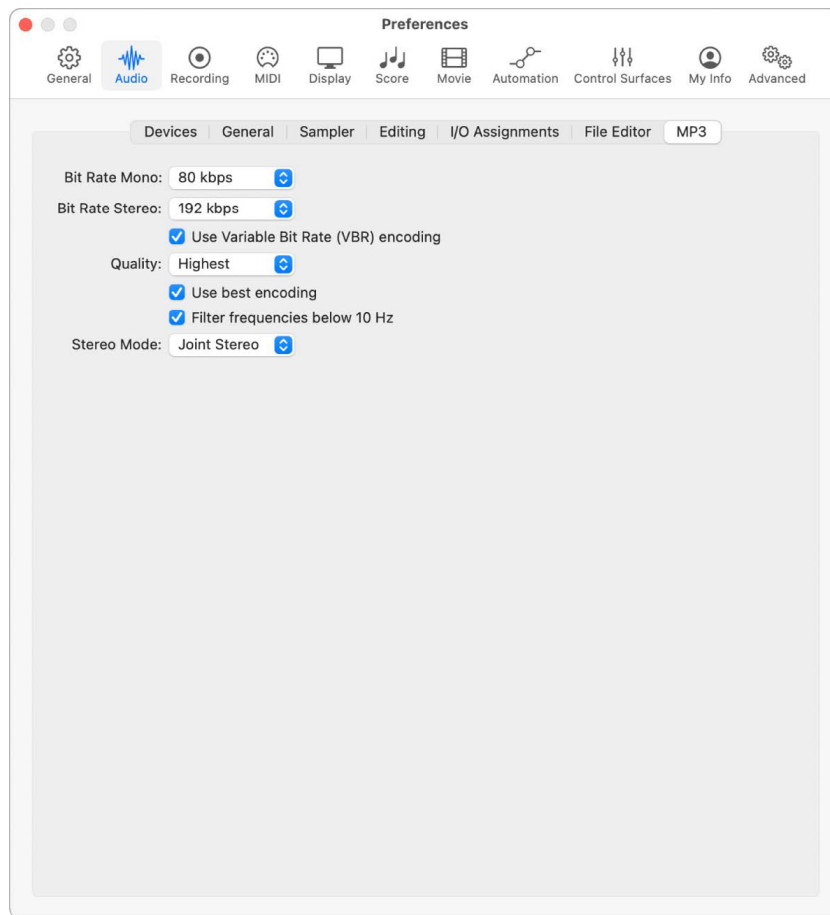 Preferences
General Audio Recording MIDI Display Score Movie Automation Control Surfaces My Info Advanced
Devices General Sampler Editing I/O Assignments File Editor MP3
Bit Rate Mono: 80 kbps
Bit Rate Stereo: 192 kbps
Use Variable Bit Rate (VBR) encoding
Quality: Highest
Use best encoding
Filter frequencies below 10 Hz
Stereo Mode: Joint Stereo